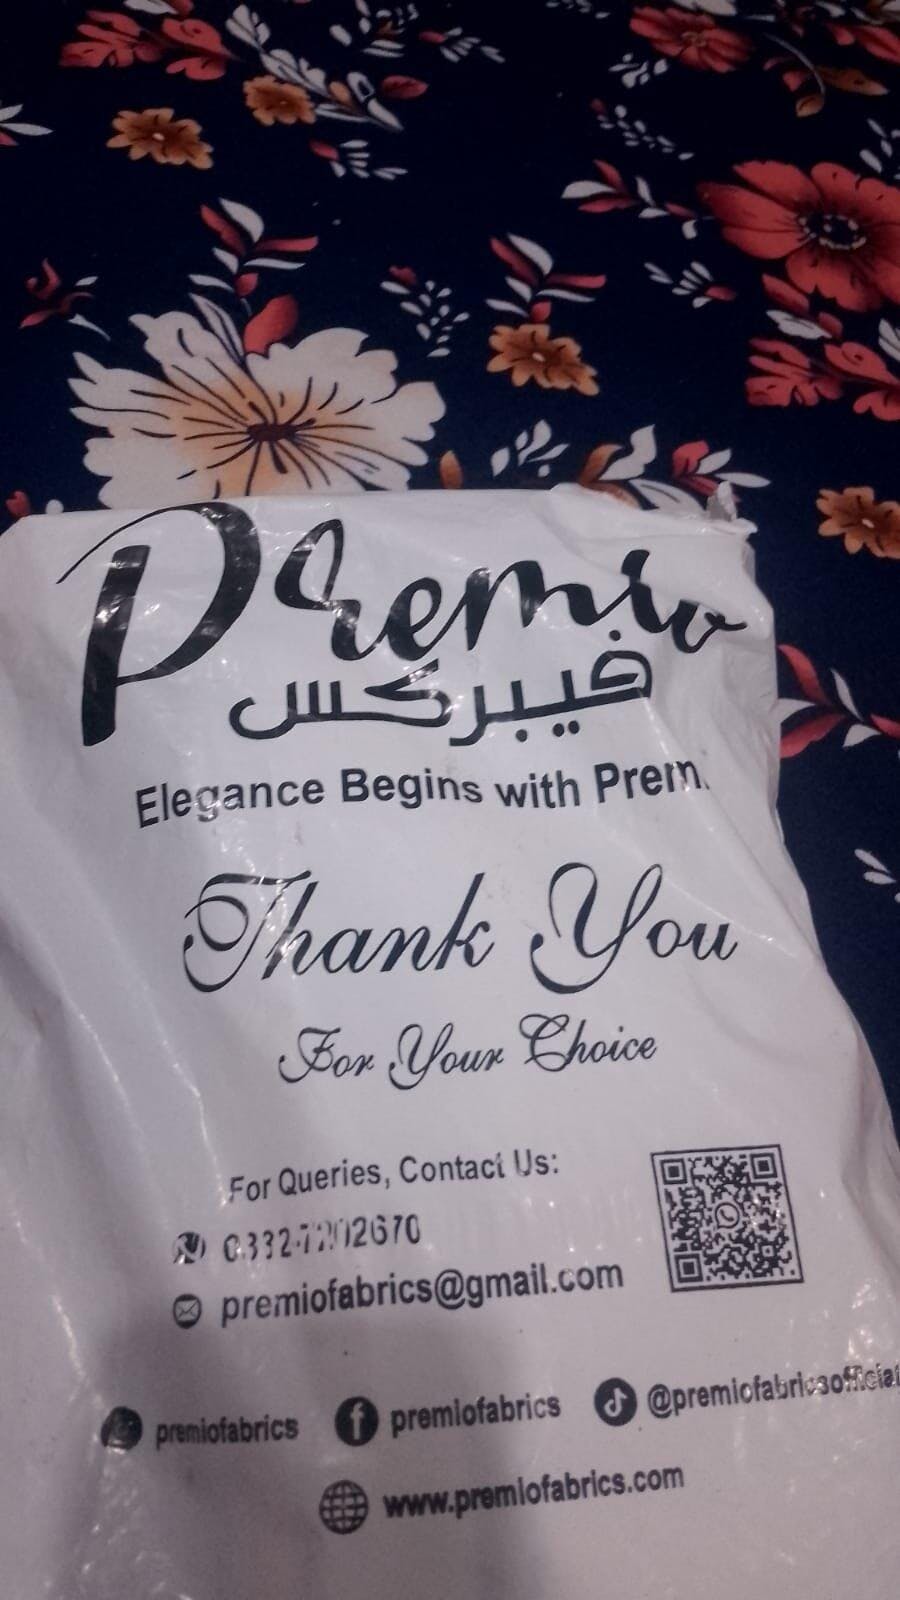 Premio
فیبرکس
Elegance Begins with Prem
Thank You
For Your Choice
For Queries, Contact Us:
premiofabrics@gmail.com
premiofabrics
premiofabrics
@premiofabricsofficial
www.premiofabrics.com